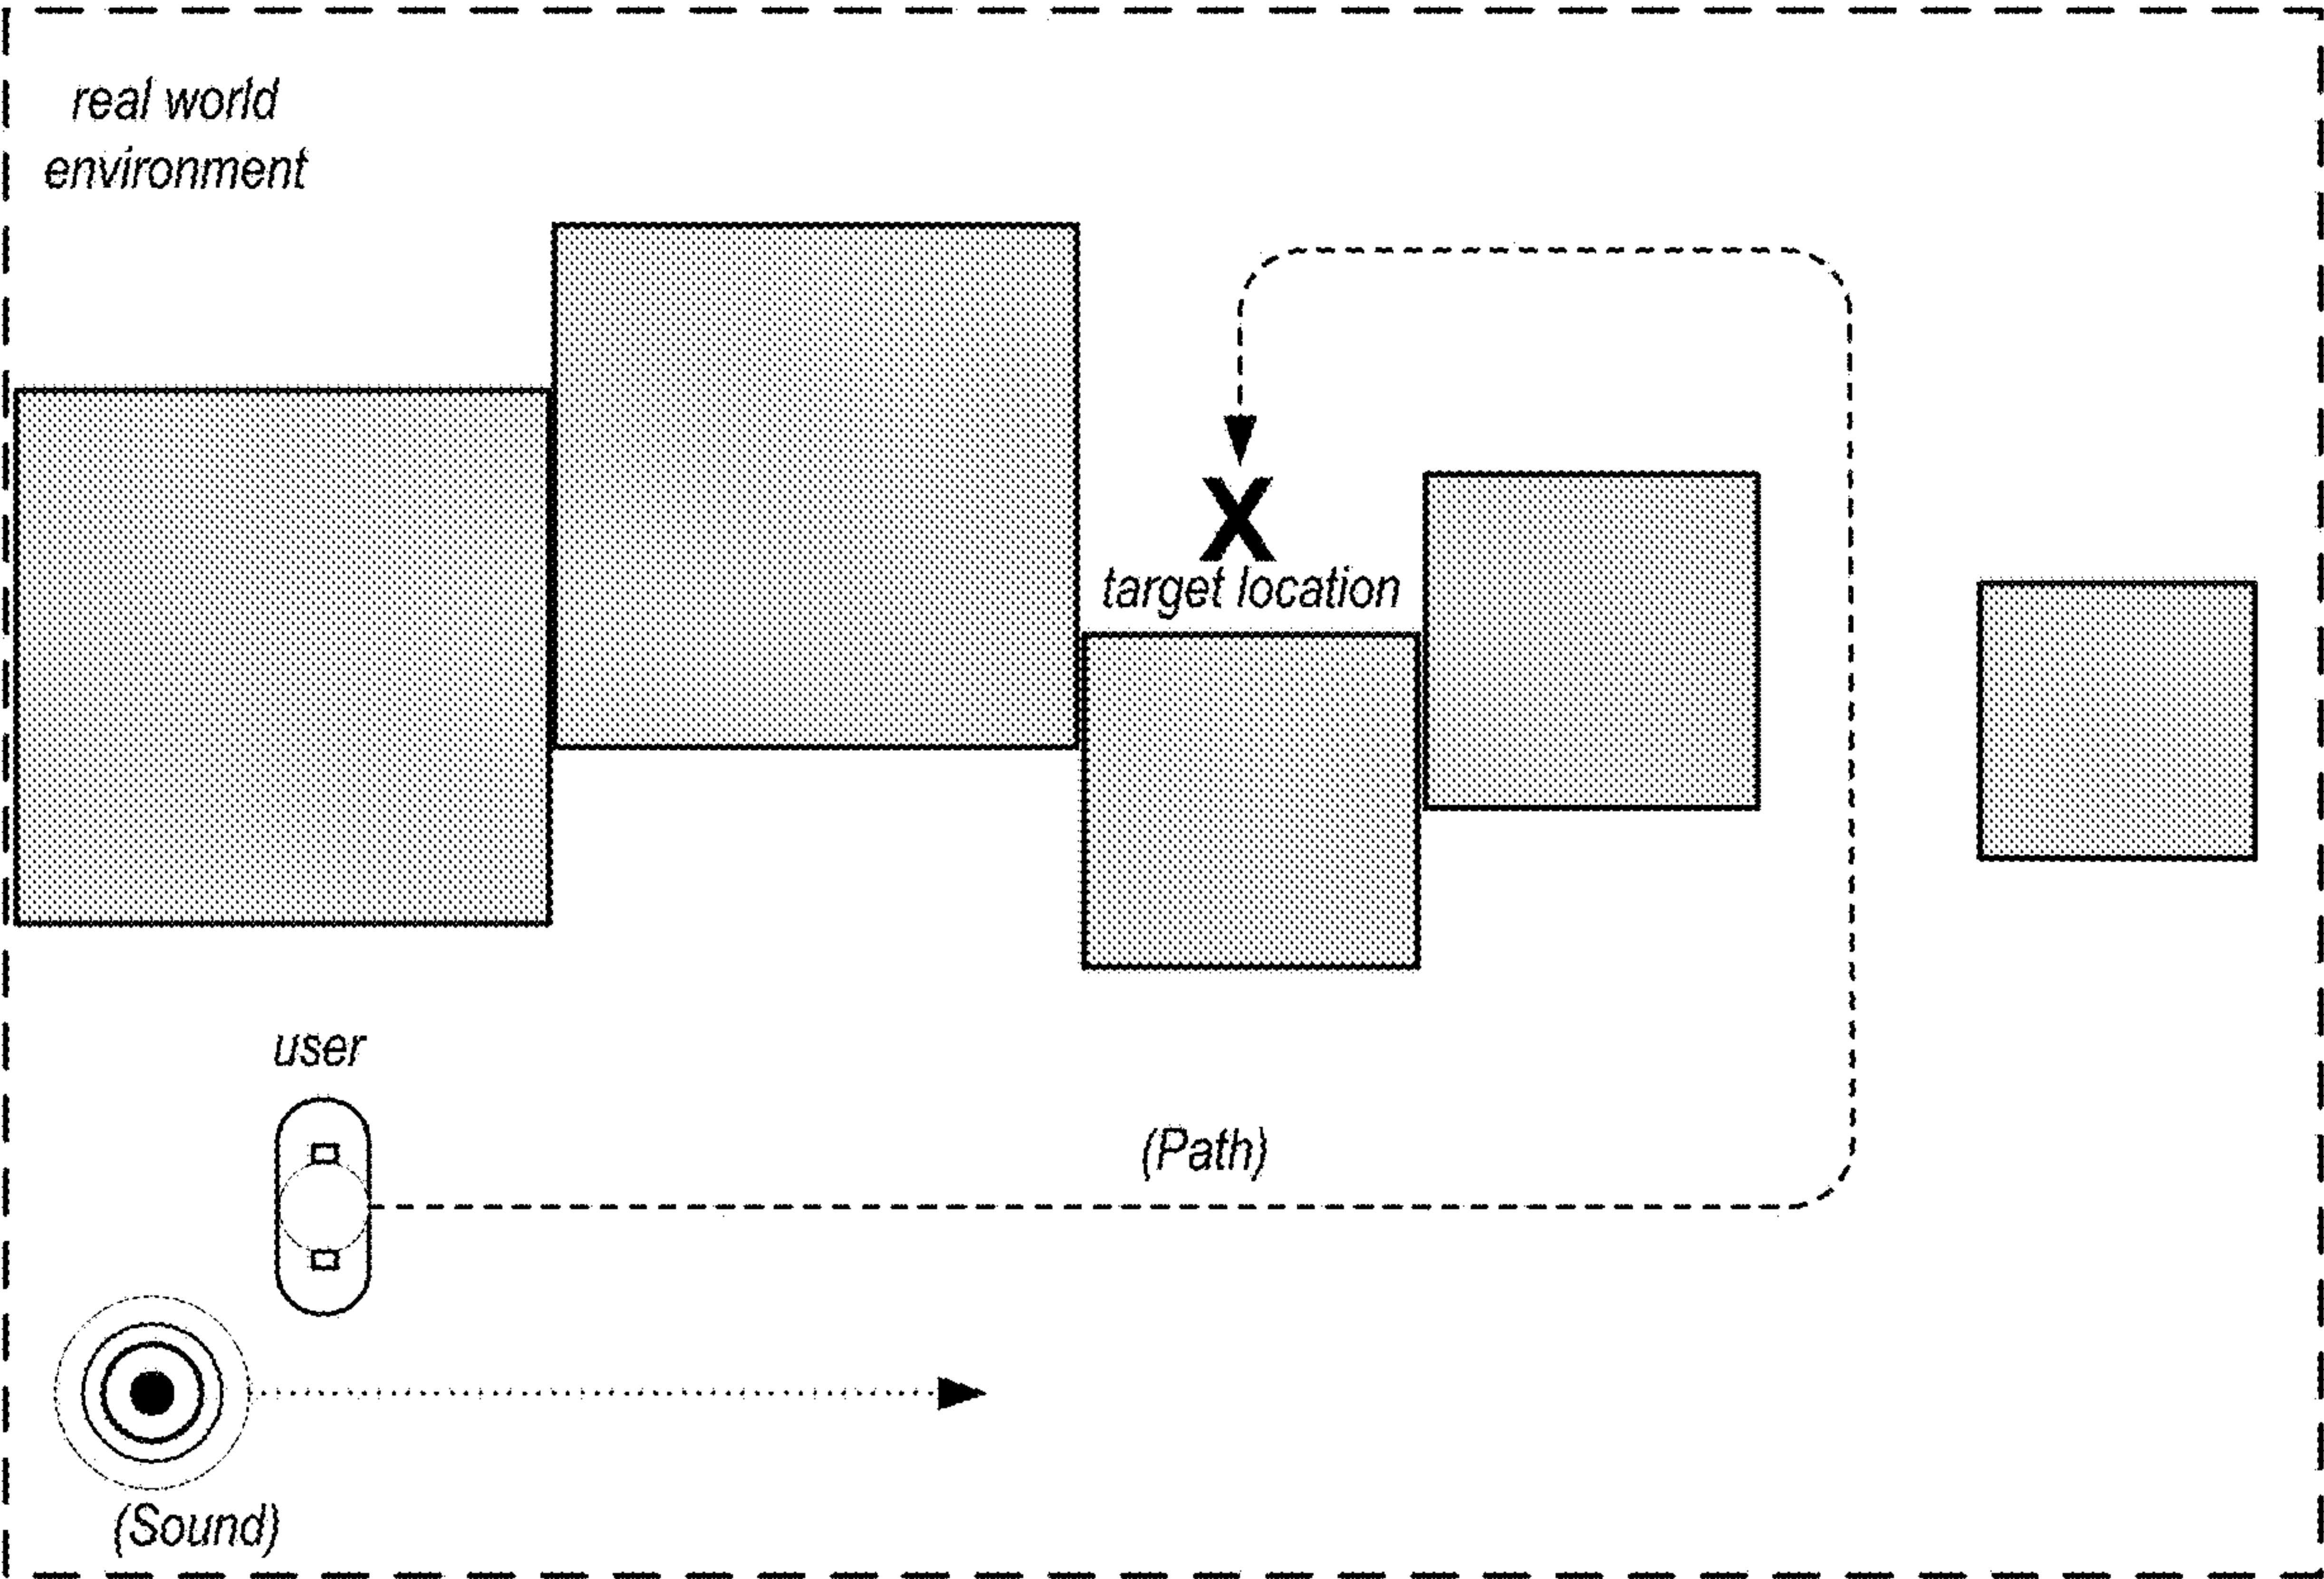 real world
environment
X
target location
user
(Path)
(Sound)